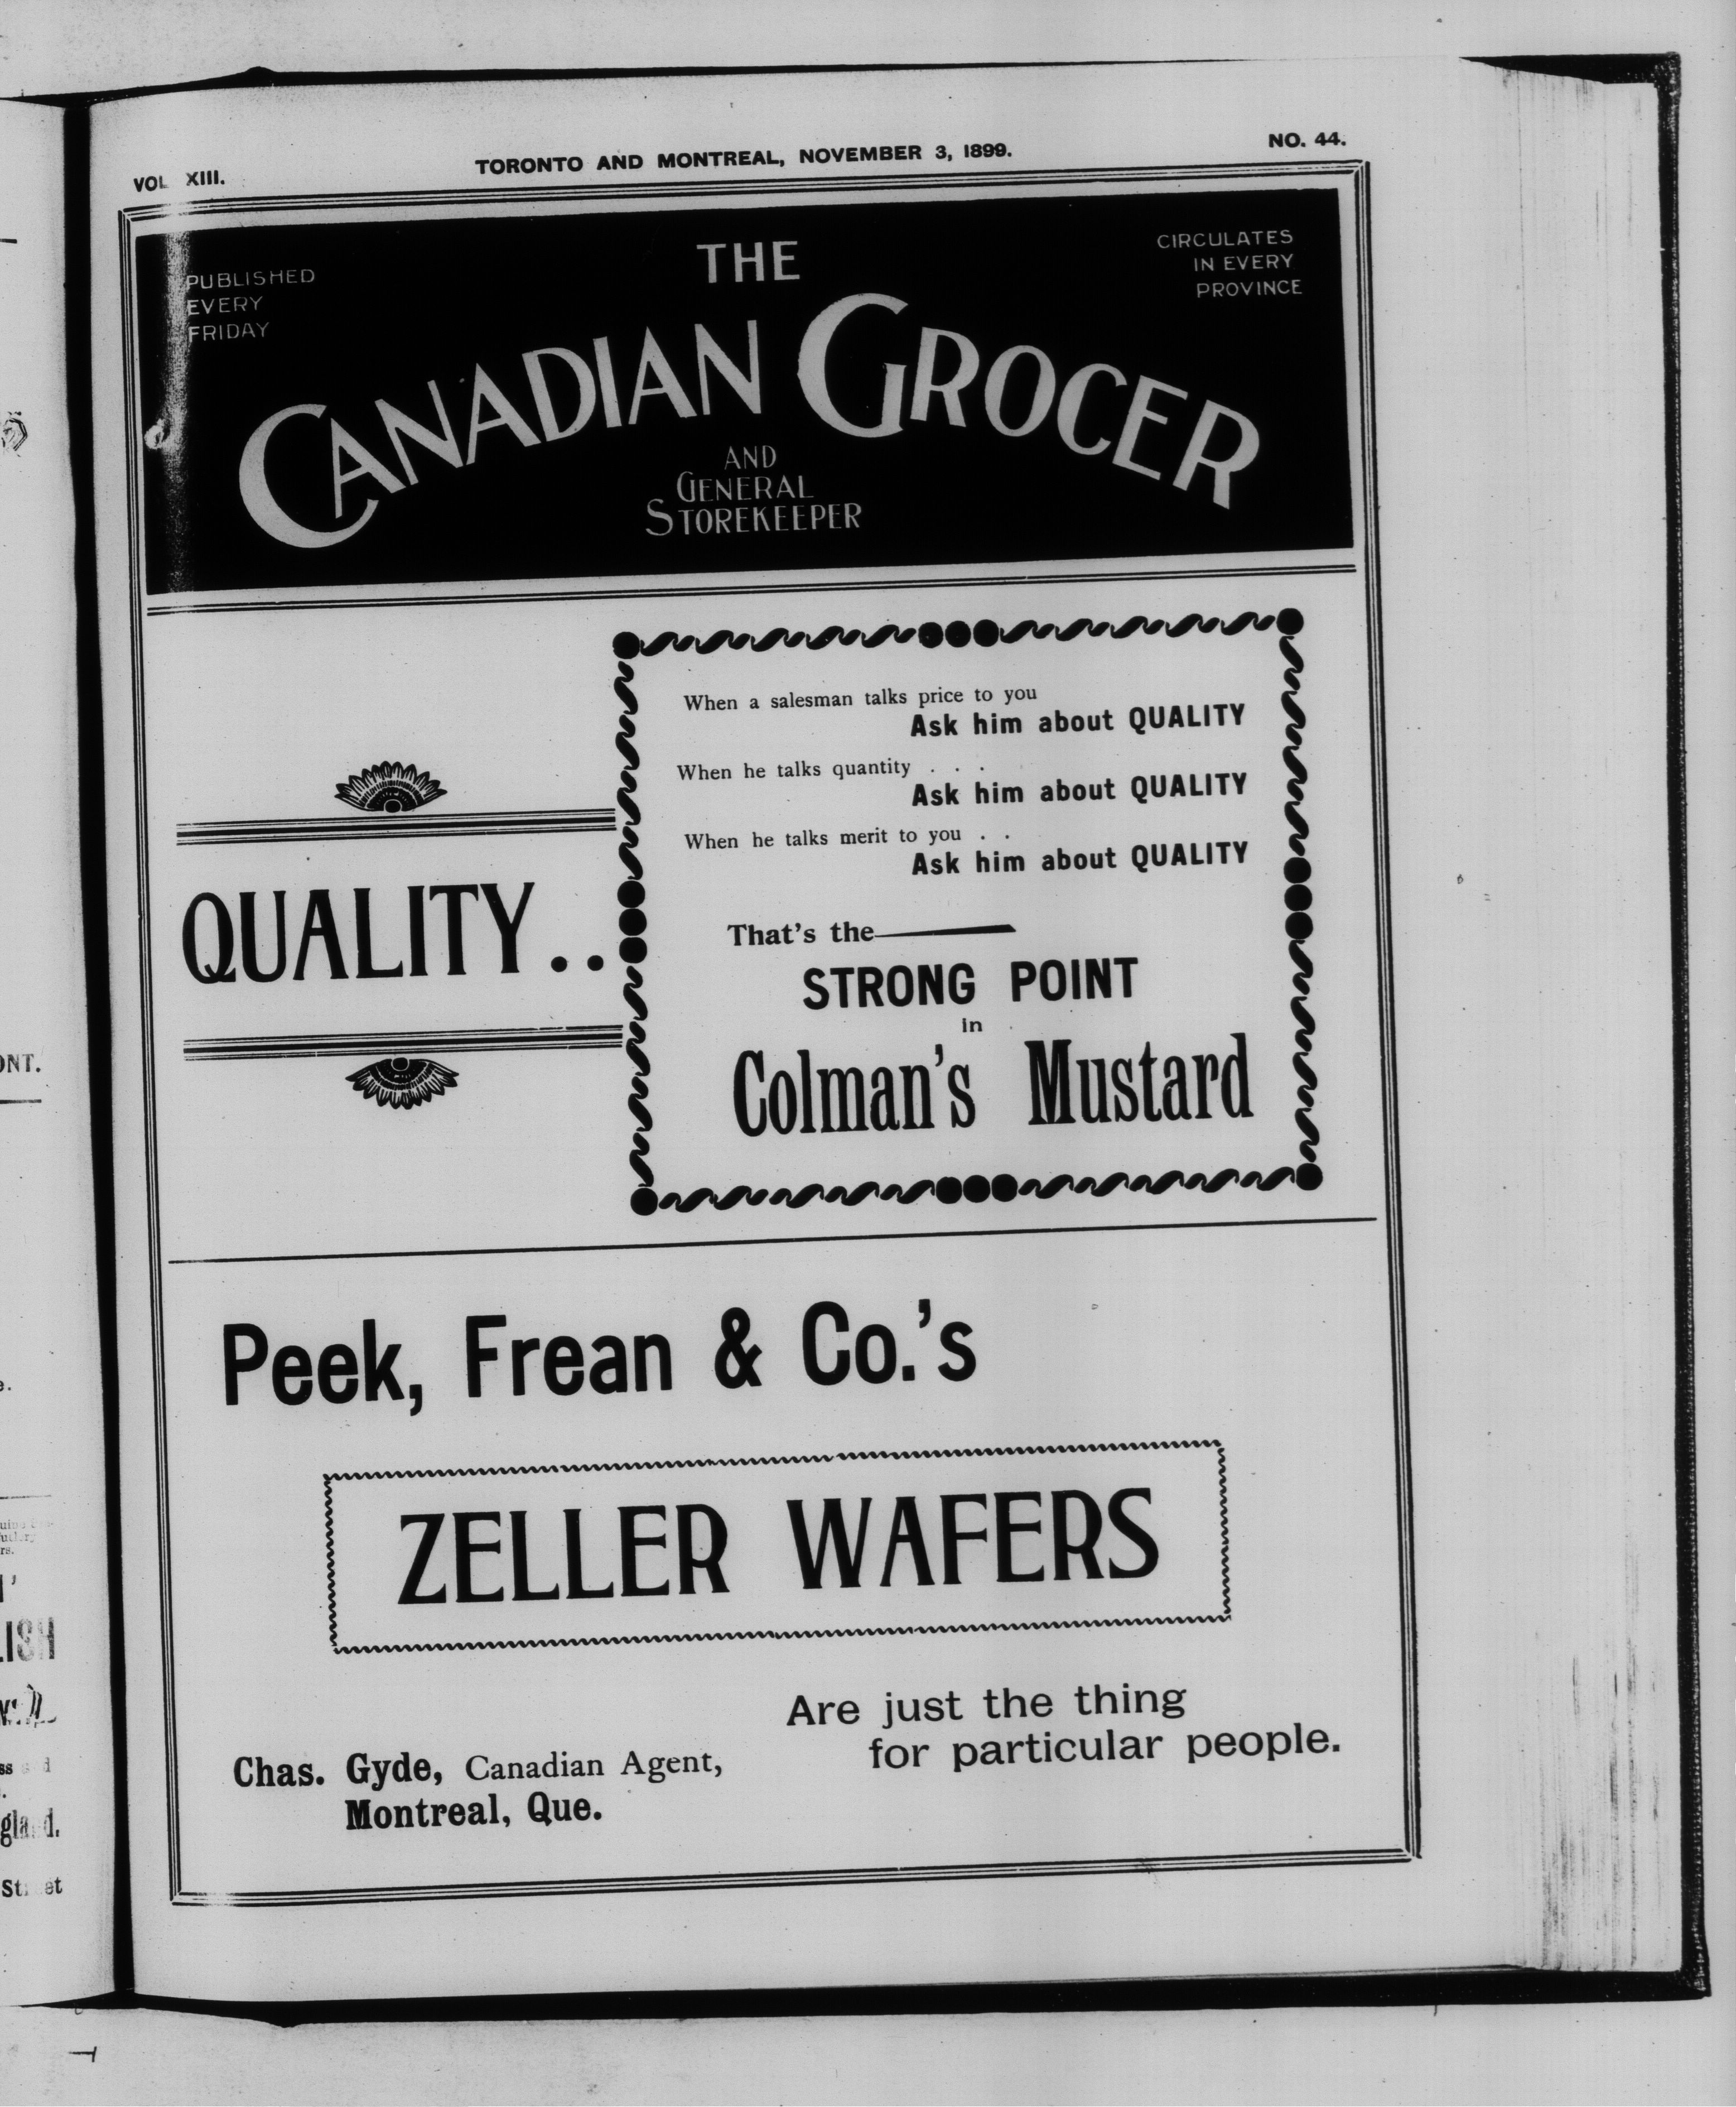 VOL XIII.
TORONTO AND MONTREAL, NOVEMBER 3, 1899.
NO. 44.
PUBLISHED
EVERY
FRIDAY
THE
CIRCULATES
IN EVERY
PROVINCE
CANADIAN GROCER
AND
GENERAL
STOREKEEPER
QUALITY..
When a salesman talks price to you
Ask him about QUALITY
When he talks quantity . . .
Ask him about QUALITY
When he talks merit to you . .
Ask him about QUALITY
That's the
STRONG POINT
in
Colman's Mustard
Peek, Frean & Co.'s
ZELLER WAFERS
Are just the thing
for particular people.
Chas. Gyde, Canadian Agent,
Montreal, Que.
ONT.